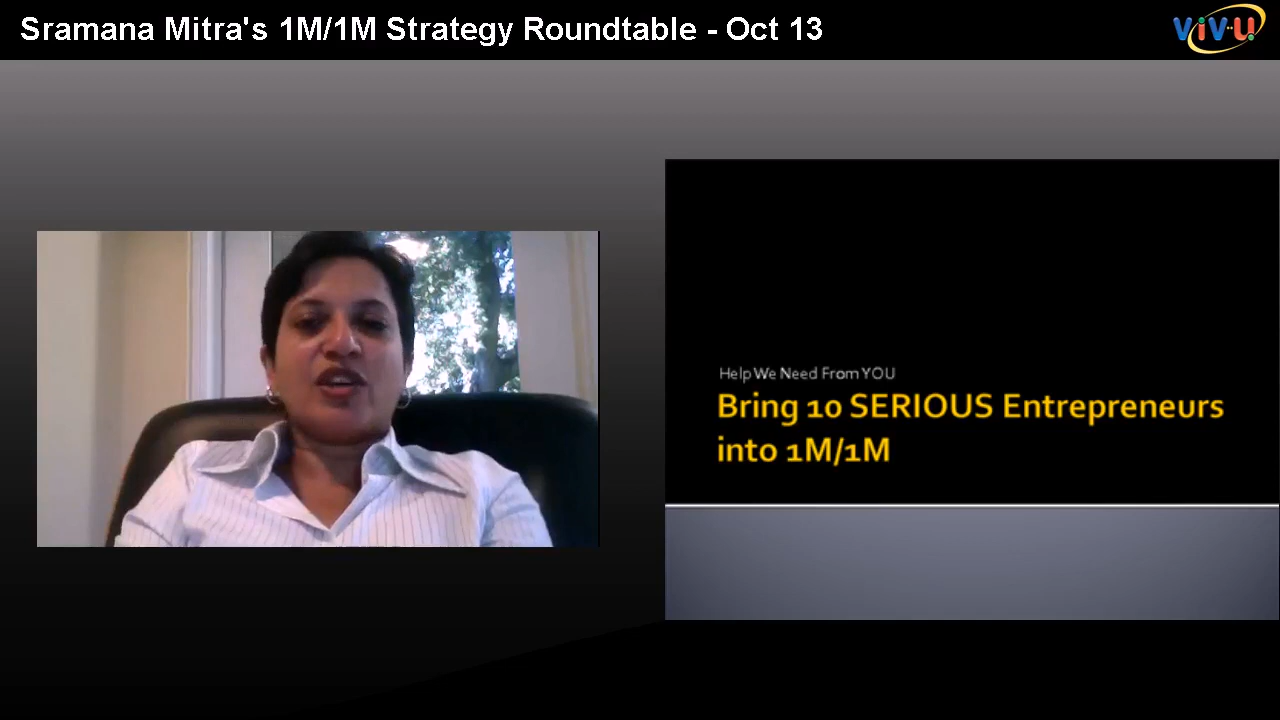 Sramana Mitra's 1M/1M Strategy Roundtable - Oct 13
ViV-U!
Help We Need From YOU
Bring 10 SERIOUS Entrepreneurs
into 1M/1M